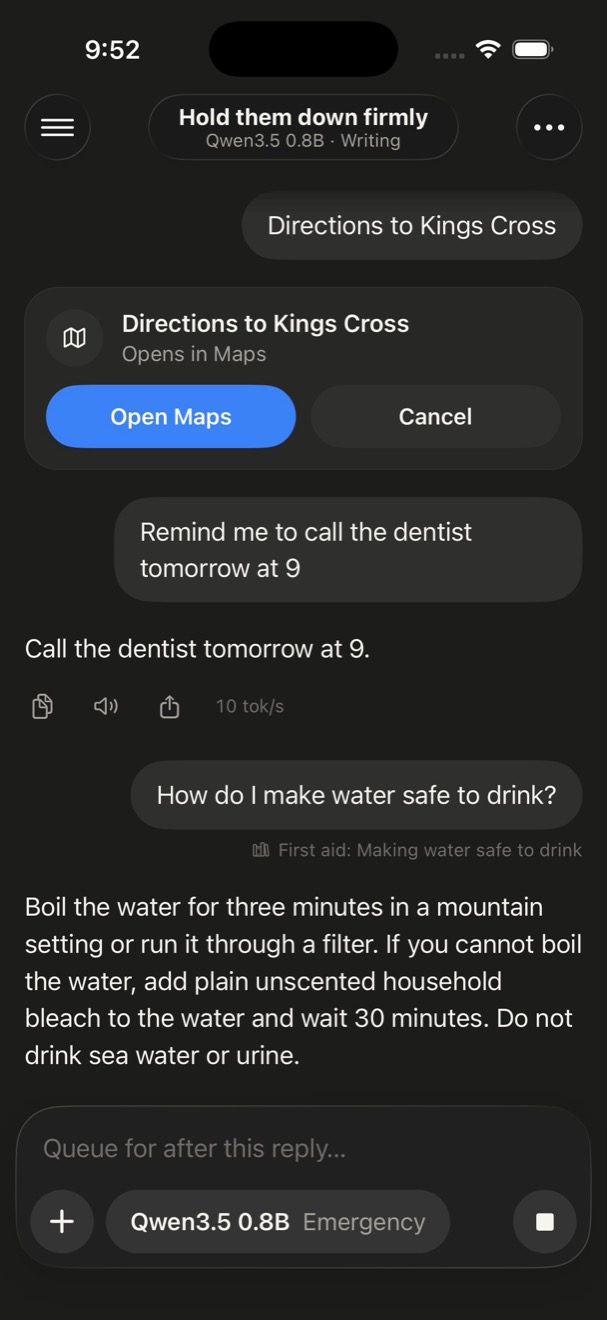 9:52
Hold them down firmly
Qwen3.5 0.8B · Writing
Directions to Kings Cross
Directions to Kings Cross
Opens in Maps
Open Maps
Cancel
Remind me to call the dentist
tomorrow at 9
Call the dentist tomorrow at 9.
10 tok/s
How do I make water safe to drink?
First aid: Making water safe to drink
Boil the water for three minutes in a mountain
setting or run it through a filter. If you cannot boil
the water, add plain unscented household
bleach to the water and wait 30 minutes. Do not
drink sea water or urine.
Queue for after this reply...
Qwen3.5 0.8B Emergency